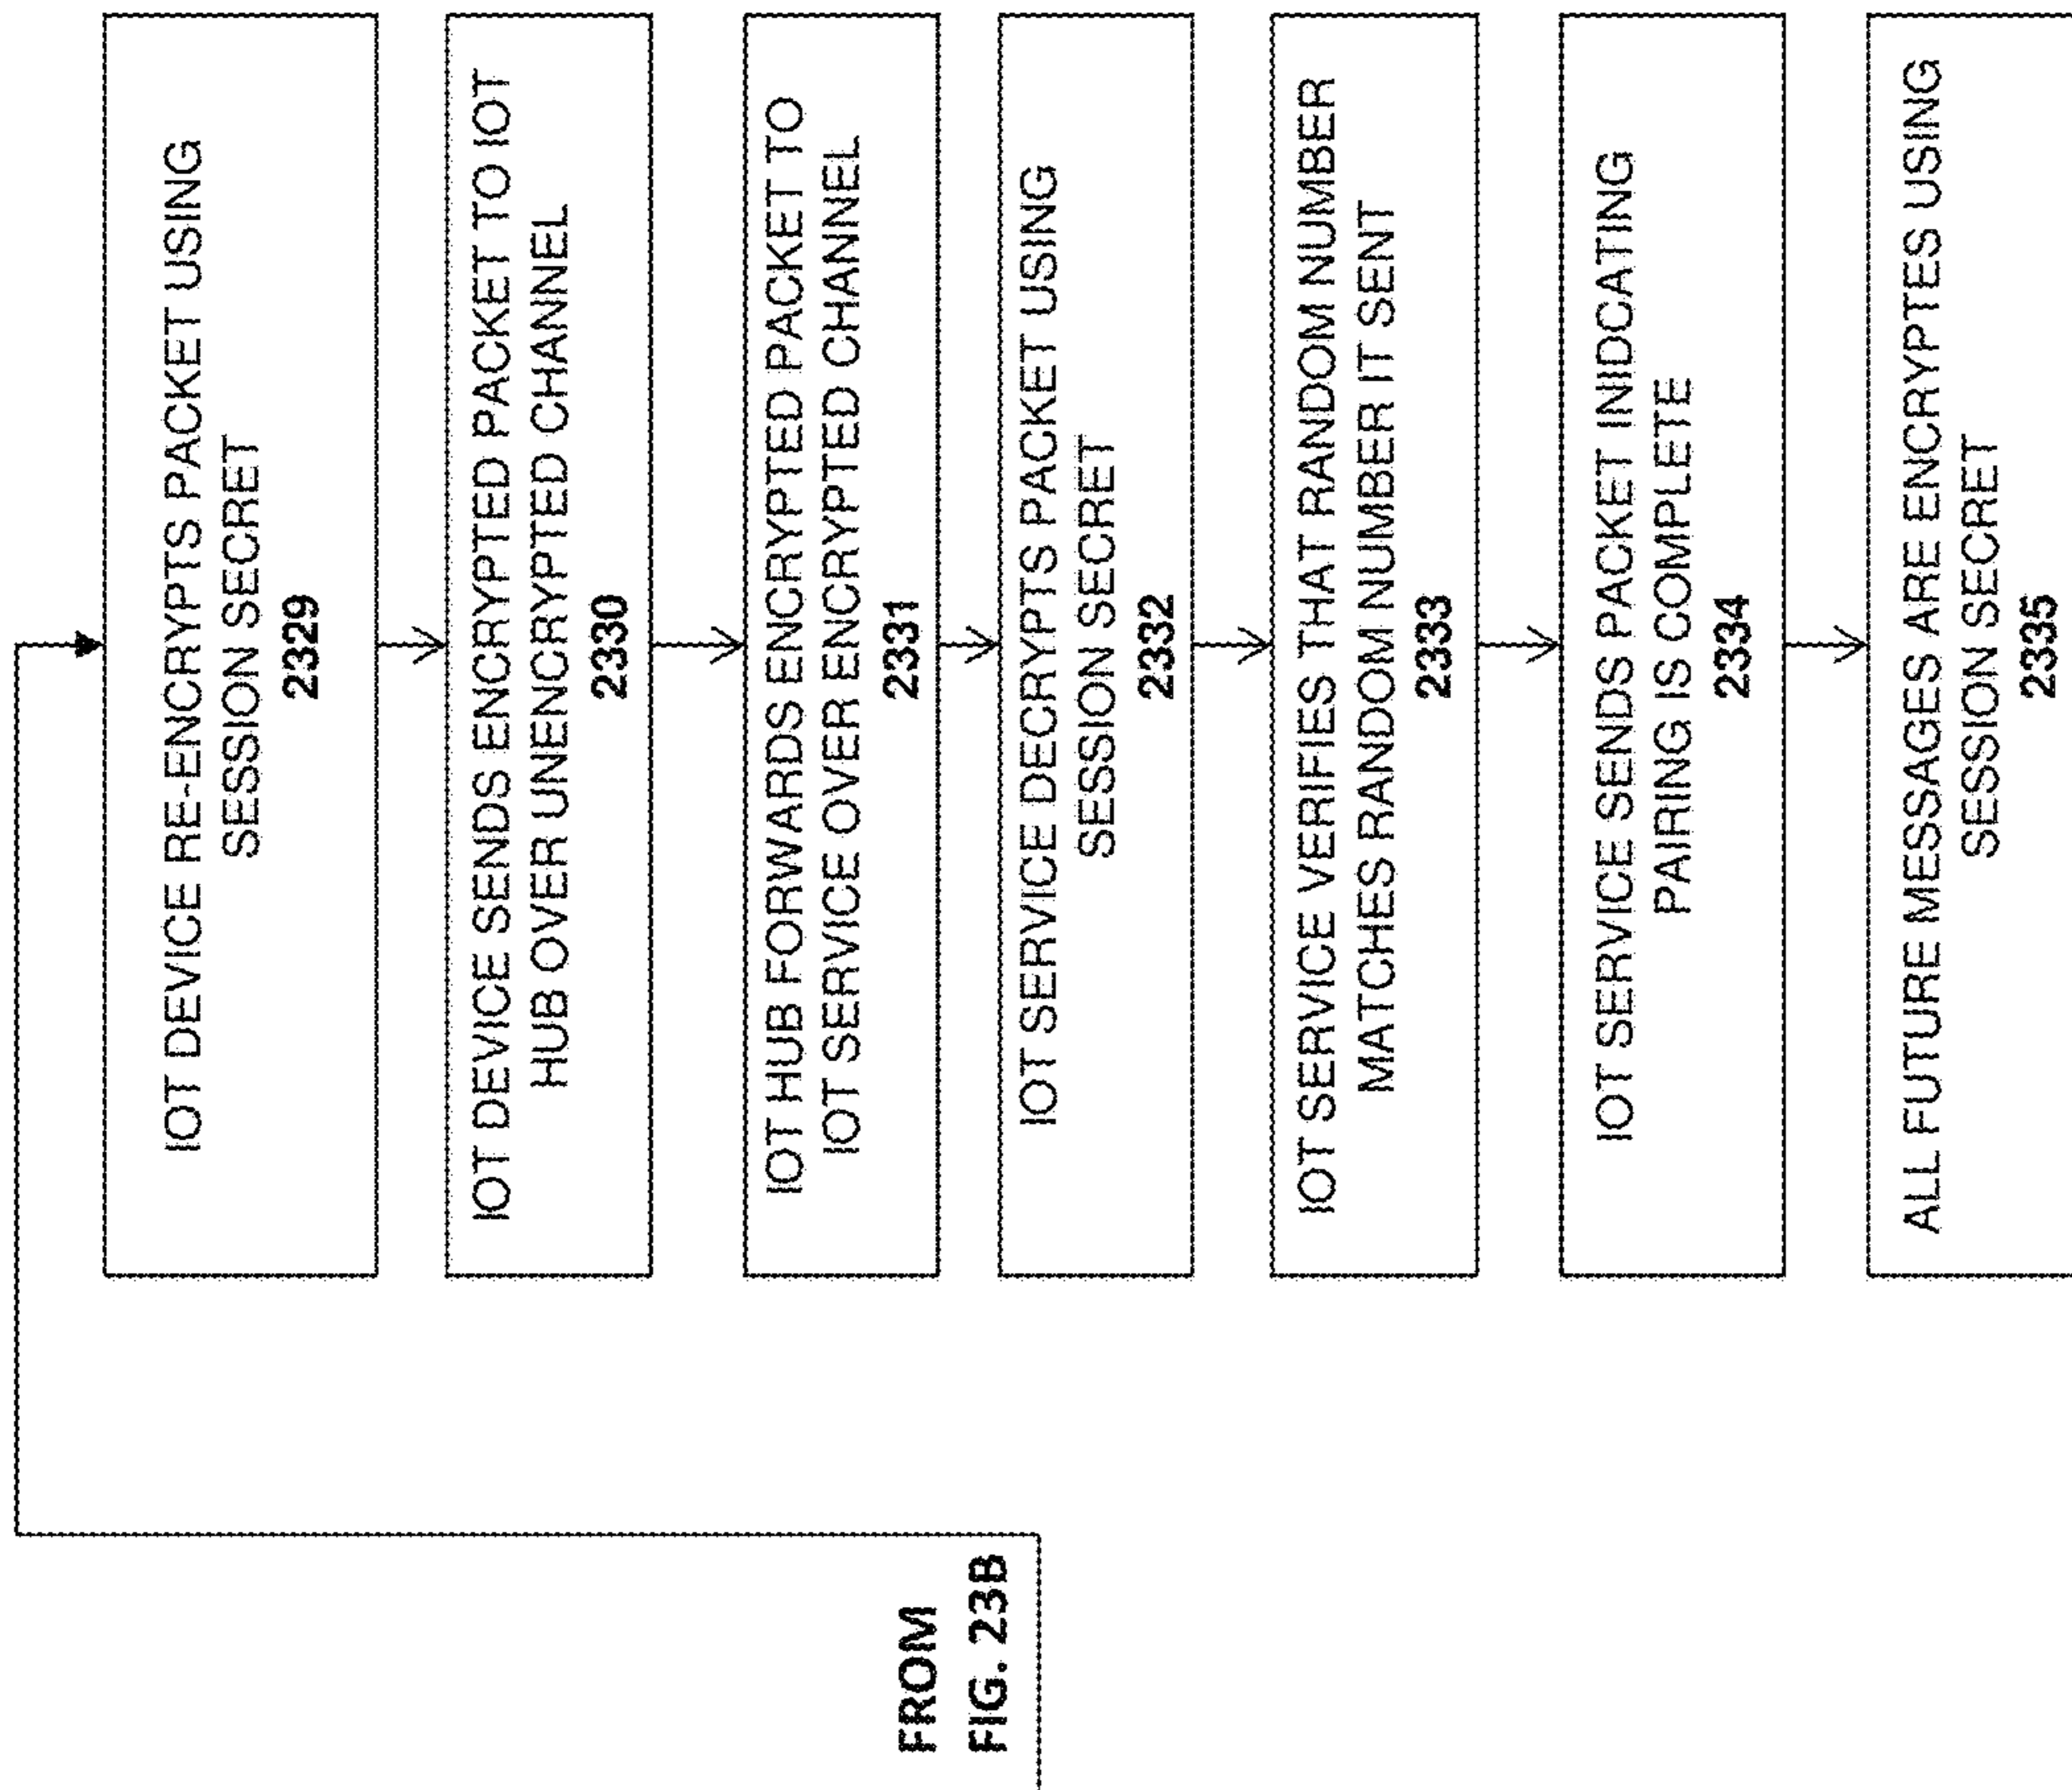 FROM
FIG. 23B
IOT DEVICE RE-ENCRYPTS PACKET USING
SESSION SECRET
2329
IOT DEVICE SENDS ENCRYPTED PACKET TO IOT
HUB OVER UNENCRYPTED CHANNEL
2330
IOT HUB FORWARDS ENCRYPTED PACKET TO
IOT SERVICE OVER ENCRYPTED CHANNEL
2331
IOT SERVICE DECRYPTS PACKET USING
SESSION SECRET
2332
IOT SERVICE VERIFIES THAT RANDOM NUMBER
MATCHES RANDOM NUMBER IT SENT
2333
IOT SERVICE SENDS PACKET INIDCATING
PAIRING IS COMPLETE
2334
ALL FUTURE MESSAGES ARE ENCRYPTES USING
SESSION SECRET
2335